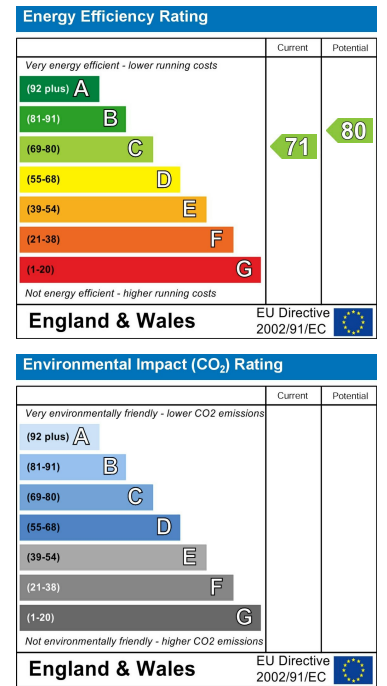 Energy Efficiency Rating
Current Potential
Very energy efficient - lower running costs
(92 plus) A
(81-91) B
(69-80) C
(55-68) D
(39-54) E
(21-38) F
(1-20) G
71
80
Not energy efficient - higher running costs
England & Wales
EU Directive
2002/91/EC
Environmental Impact (CO₂) Rating
Current Potential
Very environmentally friendly - lower CO2 emissions
(92 plus) A
(81-91) B
(69-80) C
(55-68) D
(39-54) E
(21-38) F
(1-20) G
Not environmentally friendly - higher CO2 emissions
England & Wales
EU Directive
2002/91/EC